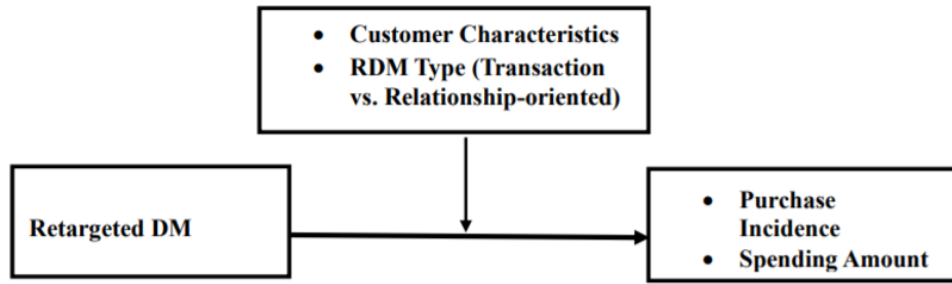 • Customer Characteristics
• RDM Type (Transaction
vs. Relationship-oriented)
Retargeted DM
• Purchase
Incidence
• Spending Amount